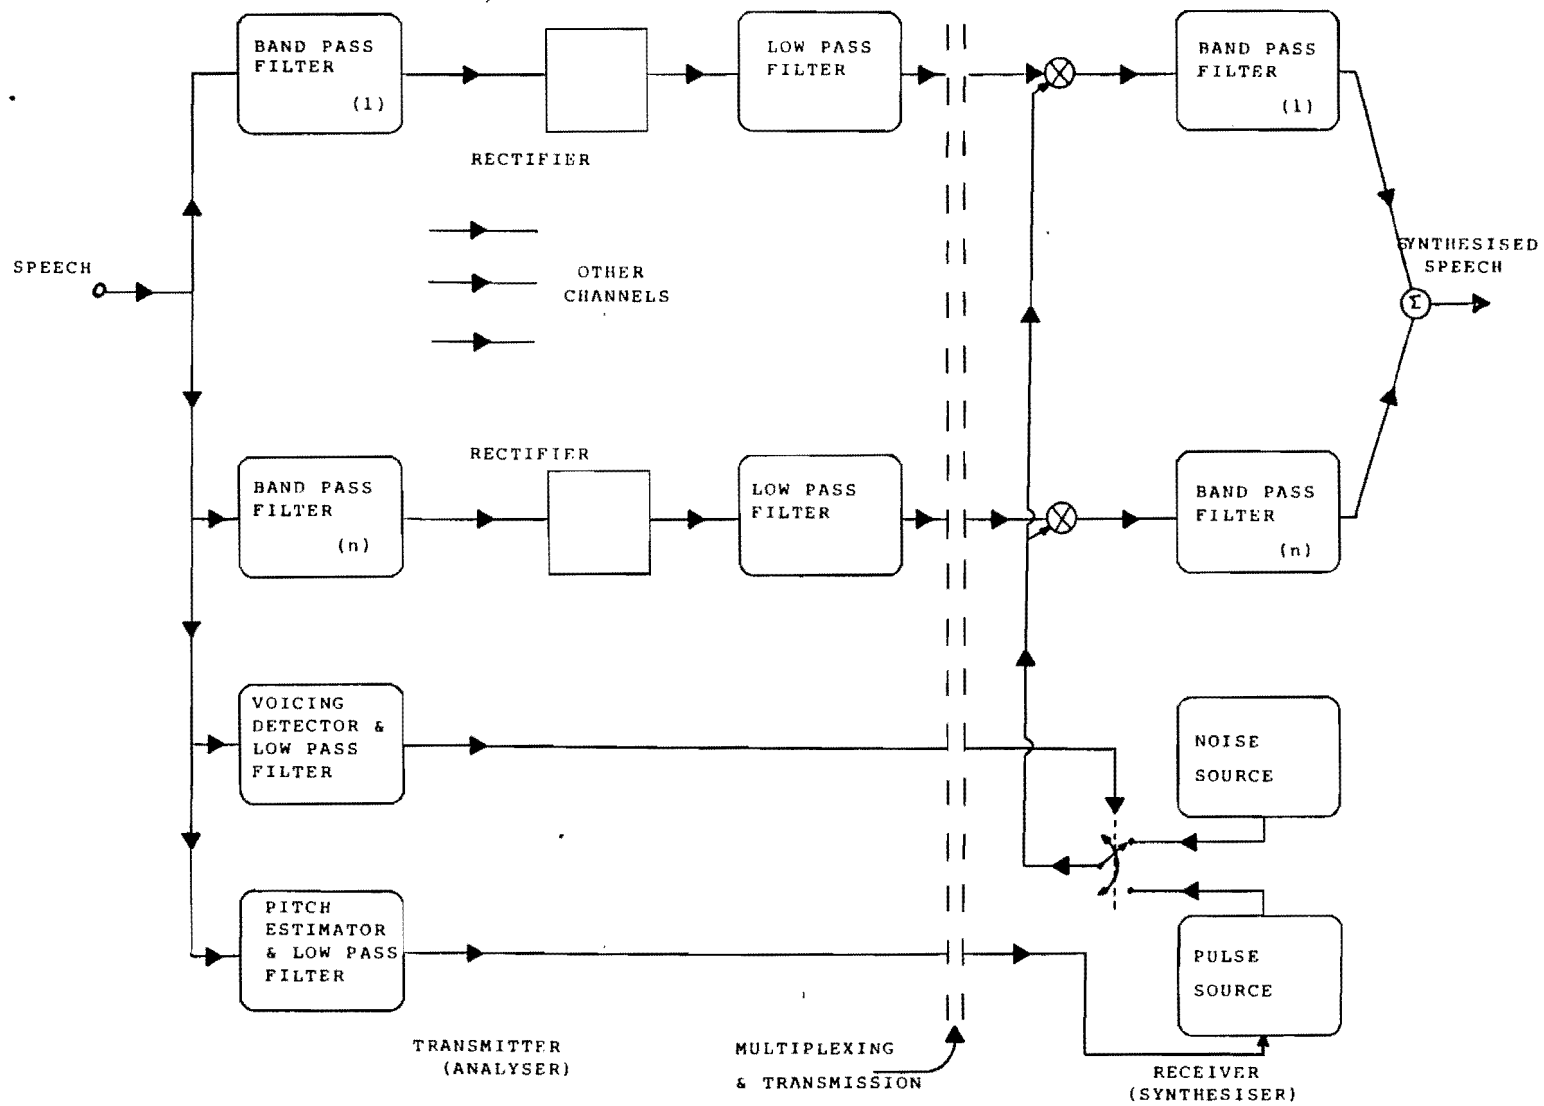 BAND PASS
FILTER
(1)
RECTIFIER
LOW PASS
FILTER
BAND PASS
FILTER
(1)
SPEECH
OTHER
CHANNELS
SYNTHESISED
SPEECH
Σ
RECTIFIER
BAND PASS
FILTER
(n)
LOW PASS
FILTER
BAND PASS
FILTER
(n)
VOICING
DETECTOR &
LOW PASS
FILTER
NOISE
SOURCE
PITCH
ESTIMATOR
& LOW PASS
FILTER
PULSE
SOURCE
TRANSMITTER
(ANALYSER)
MULTIPLEXING
& TRANSMISSION
RECEIVER
(SYNTHESISER)